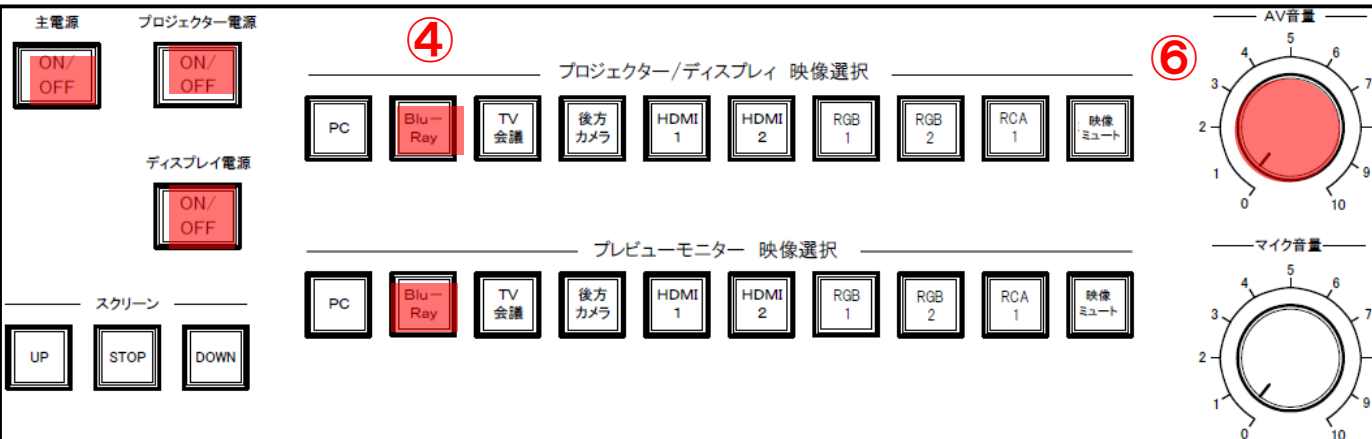 主電源
プロジェクター電源
ON/
OFF
ON/
OFF
ディスプレイ電源
ON/
OFF
スクリーン
UP
STOP
DOWN
④
プロジェクター/ディスプレィ 映像選択
PC
Blu－
Ray
TV
会議
後方
カメラ
HDMI
1
HDMI
2
RGB
1
RGB
2
RCA
1
映像
ミュート
プレビューモニター 映像選択
PC
Blu－
Ray
TV
会議
後方
カメラ
HDMI
1
HDMI
2
RGB
1
RGB
2
RCA
1
映像
ミュート
⑥
AV音量
0
1
2
3
4
5
6
7
9
10
マイク音量
0
1
2
3
4
5
6
7
9
10